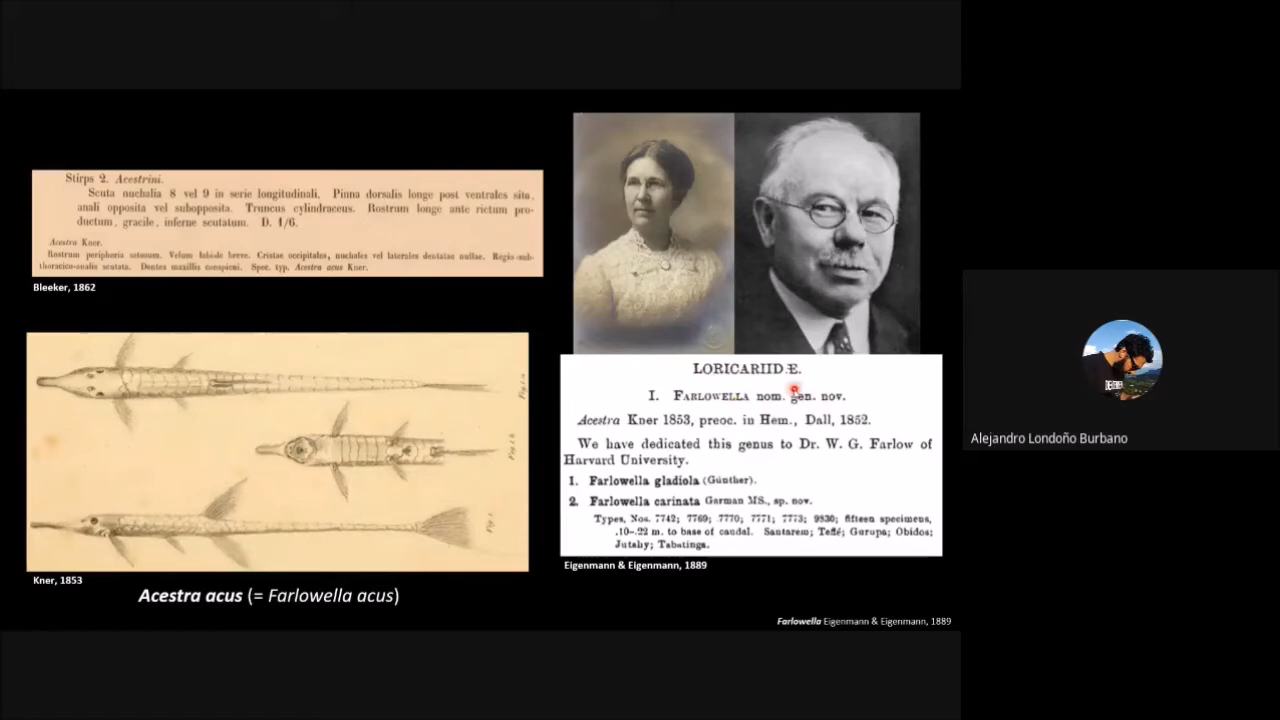 Stirps 2. Acestrini.
Scuta nuchalia 8 vel 9 in serie longitudinali. Pinna dorsalis longe post ventrales sita,
anali opposita vel subopposita. Truncus cylindraceus. Rostrum longe ante rictum pro-
ductum, gracile, inferne scutatum. D. 1/6.
Acestra Kner.
Rostrum peripheria setosum. Velum labiale breve. Cristae occipitales, nuchales vel laterales dentatae nullae. Regio sub-
thoracico-analis scutata. Dentes maxillis conspicui. Spec. typ. Acestra acus Kner.
Bleeker, 1862
Fig. 1.a
Fig. 1.b
Fig. 1.
Kner, 1853
Acestra acus (= Farlowella acus)
LORICARIIDÆ.
I. FARLOWELLA nom. gen. nov.
Acestra Kner 1853, preoc. in Hem., Dall, 1852.
We have dedicated this genus to Dr. W. G. Farlow of
Harvard University.
1. Farlowella gladiola (Günther).
2. Farlowella carinata Garman MS., sp. nov.
Types, Nos. 7742; 7769; 7770; 7771; 7773; 9830; fifteen specimens,
.10–.22 m. to base of caudal. Santarem; Teffé; Gurupa; Obidos;
Jutahy; Tabatinga.
Eigenmann & Eigenmann, 1889
Farlowella Eigenmann & Eigenmann, 1889
Alejandro Londoño Burbano